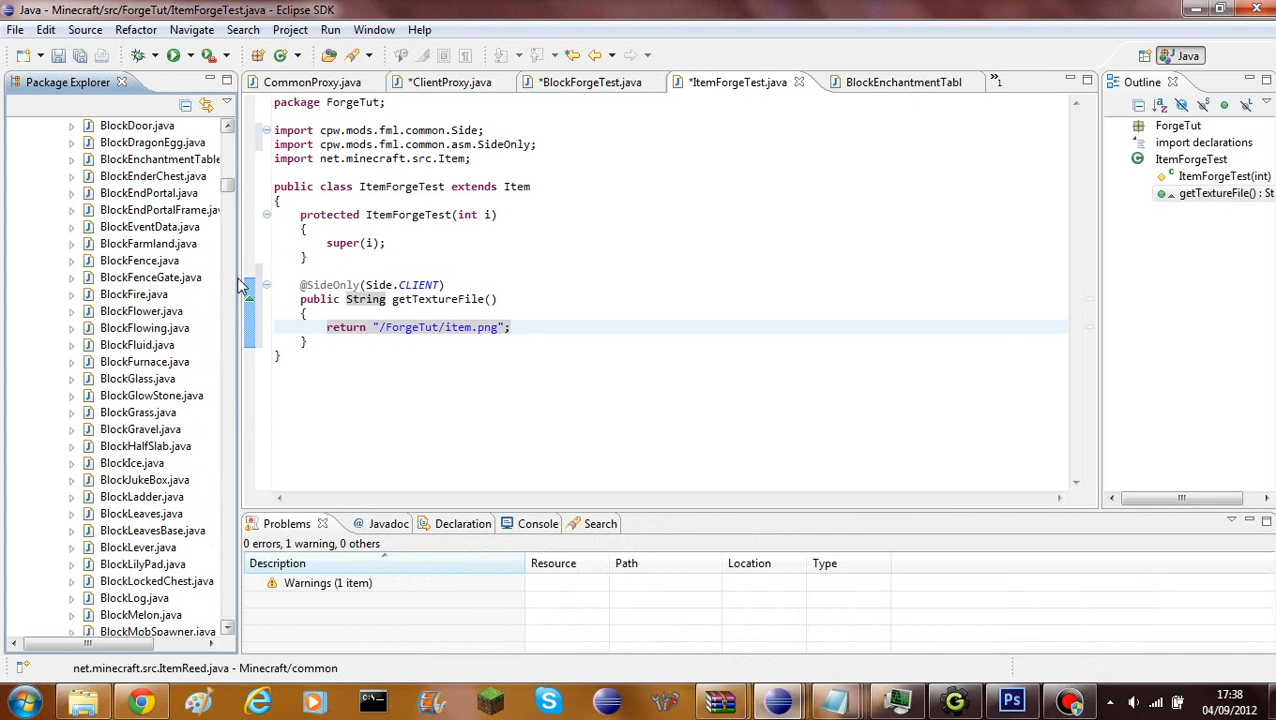 Java - Minecraft/src/ForgeTut/ItemForgeTest.java - Eclipse SDK
File Edit Source Refactor Navigate Search Project Run Window Help
Java
Package Explorer
CommonProxy.java
*ClientProxy.java
*BlockForgeTest.java
*ItemForgeTest.java
BlockEnchantmentTabl
»1
Outline
BlockDoor.java
BlockDragonEgg.java
BlockEnchantmentTable
BlockEnderChest.java
BlockEndPortal.java
BlockEndPortalFrame.jav
BlockEventData.java
BlockFarmland.java
BlockFence.java
BlockFenceGate.java
BlockFire.java
BlockFlower.java
BlockFlowing.java
BlockFluid.java
BlockFurnace.java
BlockGlass.java
BlockGlowStone.java
BlockGrass.java
BlockGravel.java
BlockHalfSlab.java
BlockIce.java
BlockJukeBox.java
BlockLadder.java
BlockLeaves.java
BlockLeavesBase.java
BlockLever.java
BlockLilyPad.java
BlockLockedChest.java
BlockLog.java
BlockMelon.java
BlockMobSpawner.java
package ForgeTut;
import cpw.mods.fml.common.Side;
import cpw.mods.fml.common.asm.SideOnly;
import net.minecraft.src.Item;
public class ItemForgeTest extends Item
{
protected ItemForgeTest(int i)
{
super(i);
}
@SideOnly(Side.CLIENT)
public String getTextureFile()
{
return "/ForgeTut/item.png";
}
}
ForgeTut
import declarations
ItemForgeTest
ItemForgeTest(int)
getTextureFile() : St
Problems
@ Javadoc
Declaration
Console
Search
0 errors, 1 warning, 0 others
Description Resource Path Location Type
Warnings (1 item)
net.minecraft.src.ItemReed.java - Minecraft/common
17:38
04/09/2012